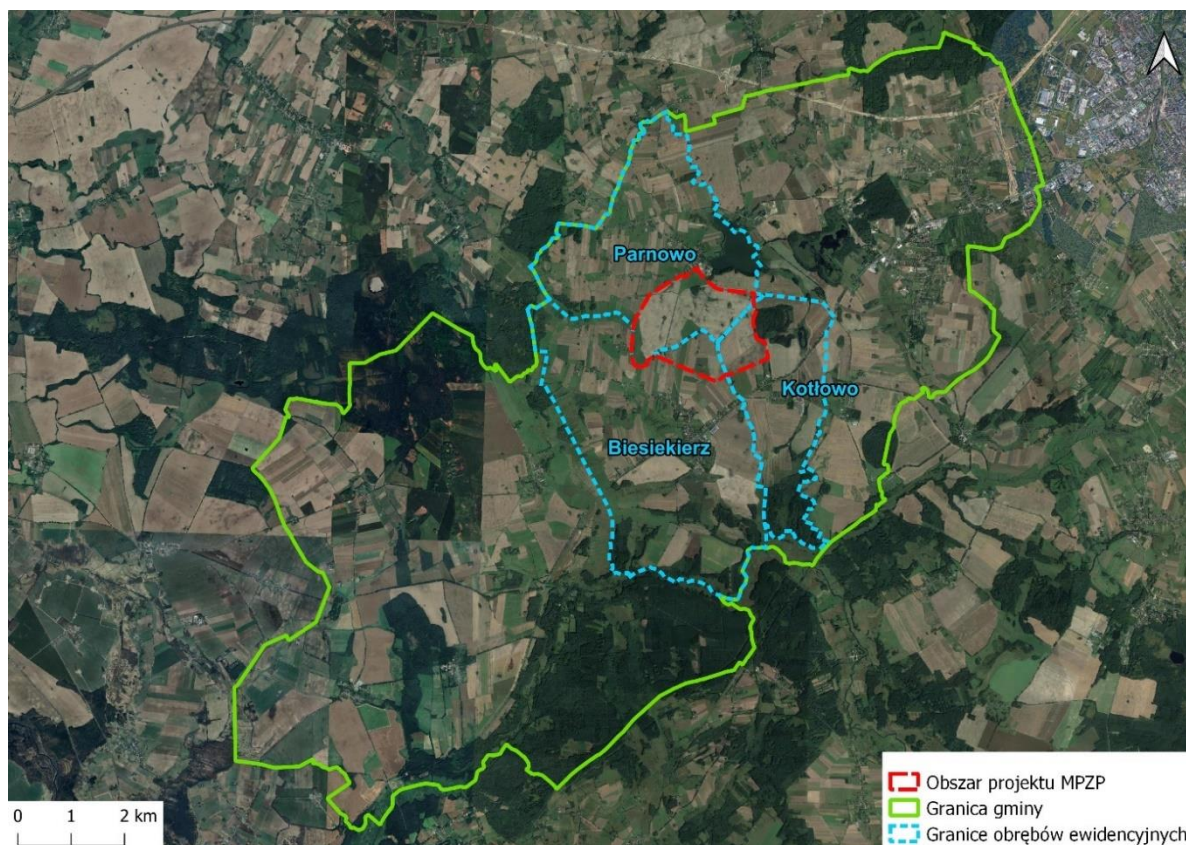 Parnowo
Kotłowo
Biesiekierz
Obszar projektu MPZP
Granica gminy
Granice obrębów ewidencyjnych
0 1 2 km